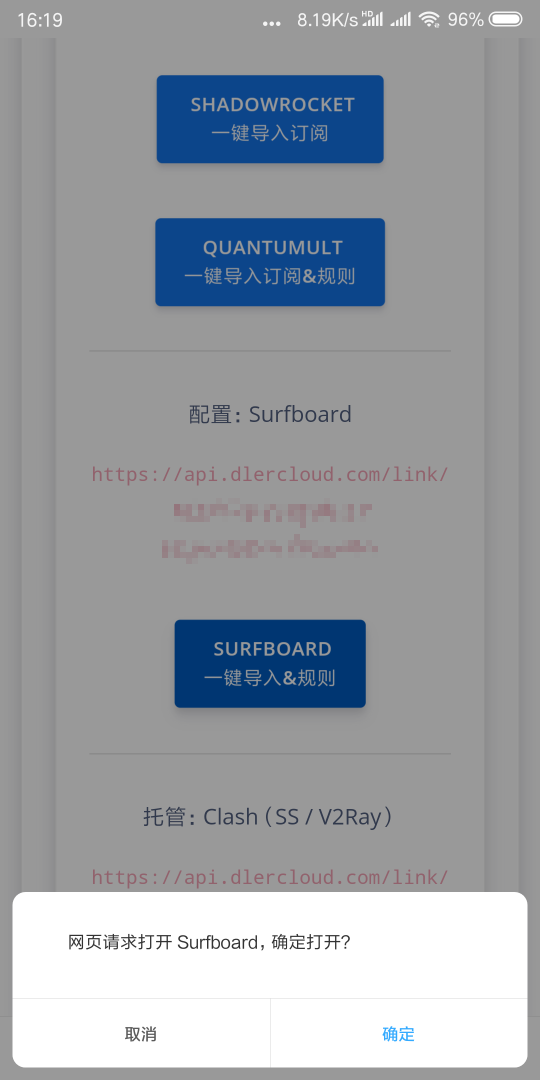 16:19
... 8.19K/s HD 96%
SHADOWROCKET
一键导入订阅
QUANTUMULT
一键导入订阅&规则
配置: Surfboard
https://api.dlercloud.com/link/
SURFBOARD
一键导入&规则
托管: Clash (SS / V2Ray)
https://api.dlercloud.com/link/
网页请求打开 Surfboard, 确定打开?
取消
确定